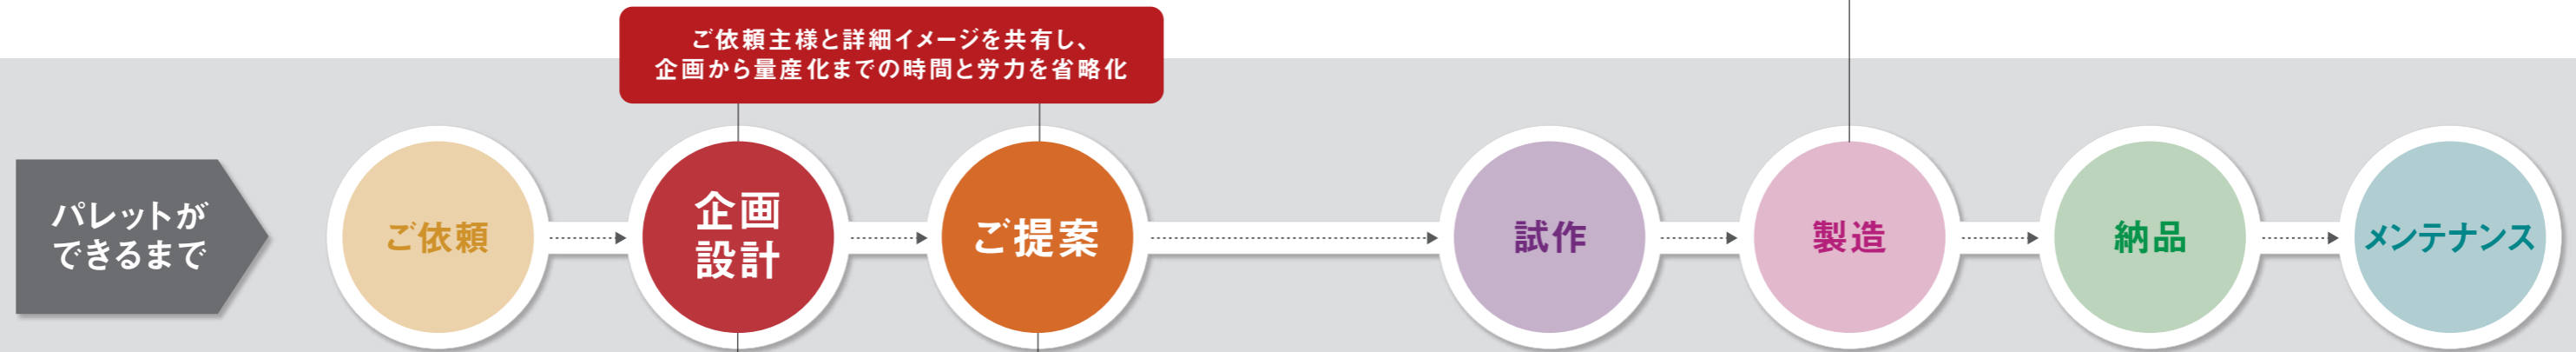 ご依頼主様と詳細イメージを共有し、
企画から量産化までの時間と労力を省略化
パレットが
できるまで
ご依頼
企画
設計
ご提案
試作
製造
納品
メンテナンス